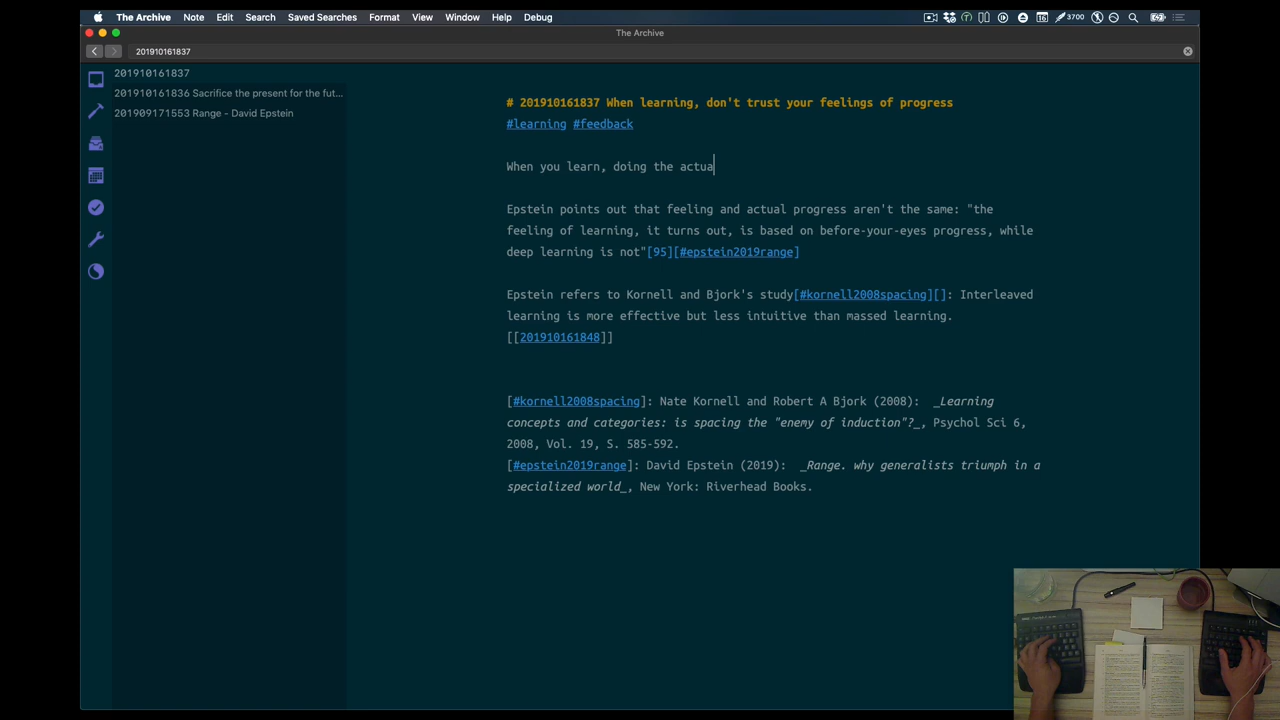 The Archive Note Edit Search Saved Searches Format View Window Help Debug 16 3700
The Archive
201910161837
201910161837
201910161836 Sacrifice the present for the fut...
201909171553 Range - David Epstein
# 201910161837 When learning, don't trust your feelings of progress
#learning #feedback
When you learn, doing the actua
Epstein points out that feeling and actual progress aren't the same: "the
feeling of learning, it turns out, is based on before-your-eyes progress, while
deep learning is not"[95][#epstein2019range]
Epstein refers to Kornell and Bjork's study[#kornell2008spacing][]: Interleaved
learning is more effective but less intuitive than massed learning.
[[201910161848]]
[#kornell2008spacing]: Nate Kornell and Robert A Bjork (2008): _Learning
concepts and categories: is spacing the "enemy of induction"?_, Psychol Sci 6,
2008, Vol. 19, S. 585-592.
[#epstein2019range]: David Epstein (2019): _Range. why generalists triumph in a
specialized world_, New York: Riverhead Books.